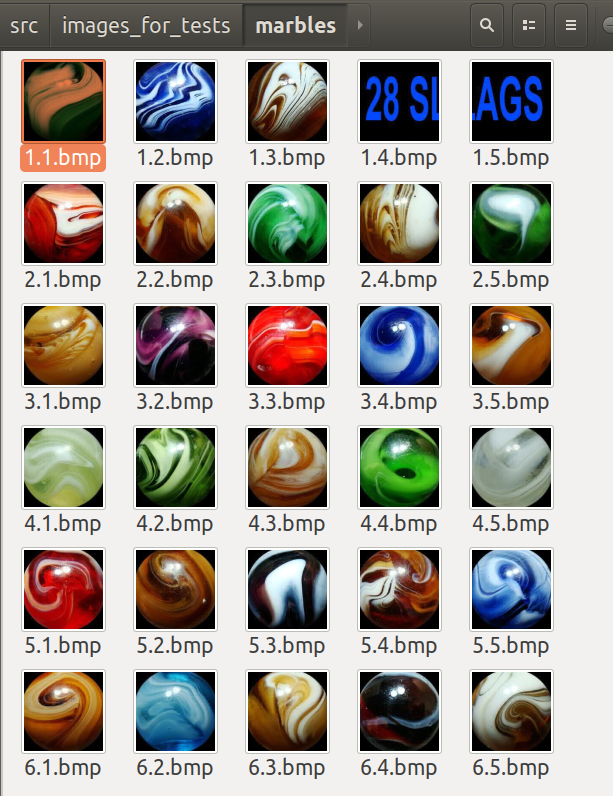 src images_for_tests marbles
28 SL LAGS
1.1.bmp 1.2.bmp 1.3.bmp 1.4.bmp 1.5.bmp
2.1.bmp 2.2.bmp 2.3.bmp 2.4.bmp 2.5.bmp
3.1.bmp 3.2.bmp 3.3.bmp 3.4.bmp 3.5.bmp
4.1.bmp 4.2.bmp 4.3.bmp 4.4.bmp 4.5.bmp
5.1.bmp 5.2.bmp 5.3.bmp 5.4.bmp 5.5.bmp
6.1.bmp 6.2.bmp 6.3.bmp 6.4.bmp 6.5.bmp